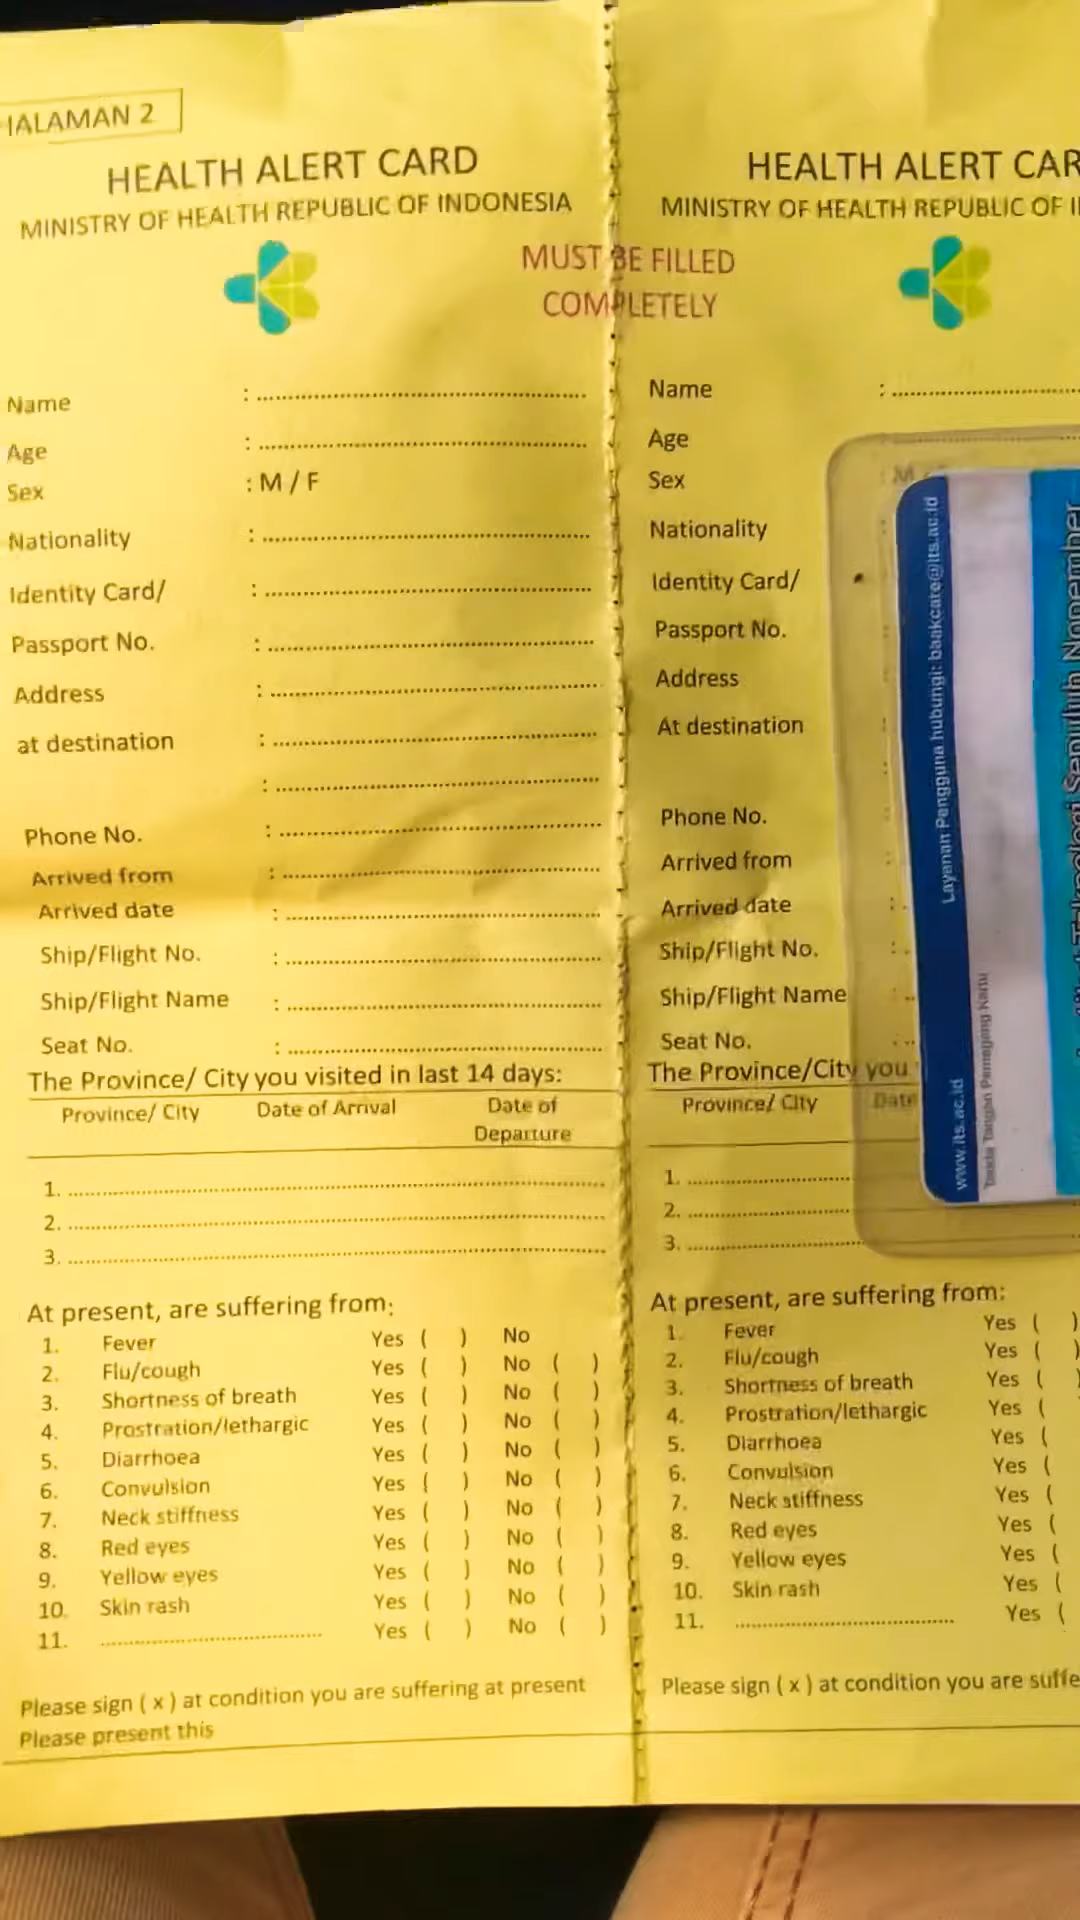 HALAMAN 2
HEALTH ALERT CARD
MINISTRY OF HEALTH REPUBLIC OF INDONESIA
MUST BE FILLED
COMPLETELY
Name : ........................
Age : ........................
Sex : M / F
Nationality : ........................
Identity Card/ : ........................
Passport No. : ........................
Address : ........................
at destination : ........................
: ........................
Phone No. : ........................
Arrived from : ........................
Arrived date : ........................
Ship/Flight No. : ........................
Ship/Flight Name : ........................
Seat No. : ........................
The Province/ City you visited in last 14 days:
Province/ City Date of Arrival Date of
Departure
1. ........................
2. ........................
3. ........................
At present, are suffering from:
1. Fever Yes ( ) No
2. Flu/cough Yes ( ) No ( )
3. Shortness of breath Yes ( ) No ( )
4. Prostration/lethargic Yes ( ) No ( )
5. Diarrhoea Yes ( ) No ( )
6. Convulsion Yes ( ) No ( )
7. Neck stiffness Yes ( ) No ( )
8. Red eyes Yes ( ) No ( )
9. Yellow eyes Yes ( ) No ( )
10. Skin rash Yes ( ) No ( )
11. ........................ Yes ( ) No ( )
Please sign ( x ) at condition you are suffering at present
Please present this
HEALTH ALERT CAR
MINISTRY OF HEALTH REPUBLIC OF I
Name : ........................
Age
Sex : M /
Nationality
Identity Card/
Passport No.
Address
At destination
Phone No.
Arrived from
Arrived date
Ship/Flight No.
Ship/Flight Name
Seat No.
The Province/City you
Province/ City Date
1. ........................
2. ........................
3. ........................
At present, are suffering from:
1. Fever Yes ( )
2. Flu/cough Yes (
3. Shortness of breath Yes (
4. Prostration/lethargic Yes (
5. Diarrhoea Yes (
6. Convulsion Yes (
7. Neck stiffness Yes (
8. Red eyes Yes (
9. Yellow eyes Yes (
10. Skin rash Yes (
11. ........................ Yes (
Please sign ( x ) at condition you are suffe
www.its.ac.id Layanan Pengguna hubungi: baakcare@its.ac.id
Tanda Tangan Pemegang Kartu
Teknologi Sepuluh Nopember